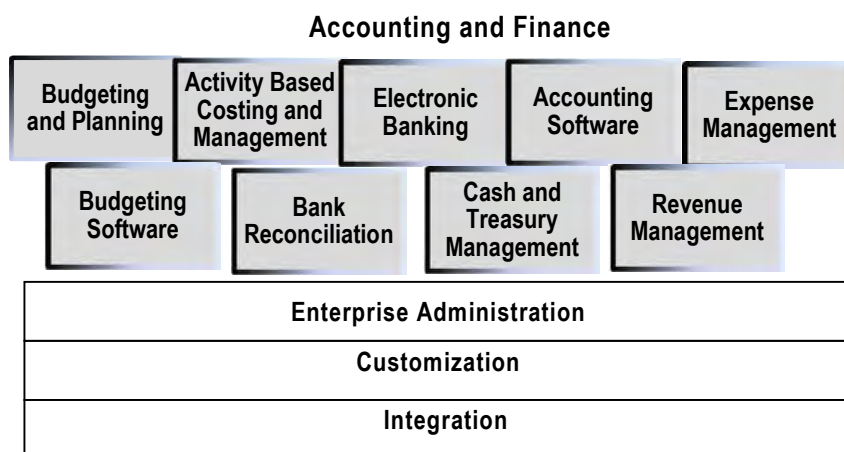 Accounting and Finance
Budgeting
and Planning
Activity Based
Costing and
Management
Electronic
Banking
Accounting
Software
Expense
Management
Budgeting
Software
Bank
Reconciliation
Cash and
Treasury
Management
Revenue
Management
Enterprise Administration
Customization
Integration